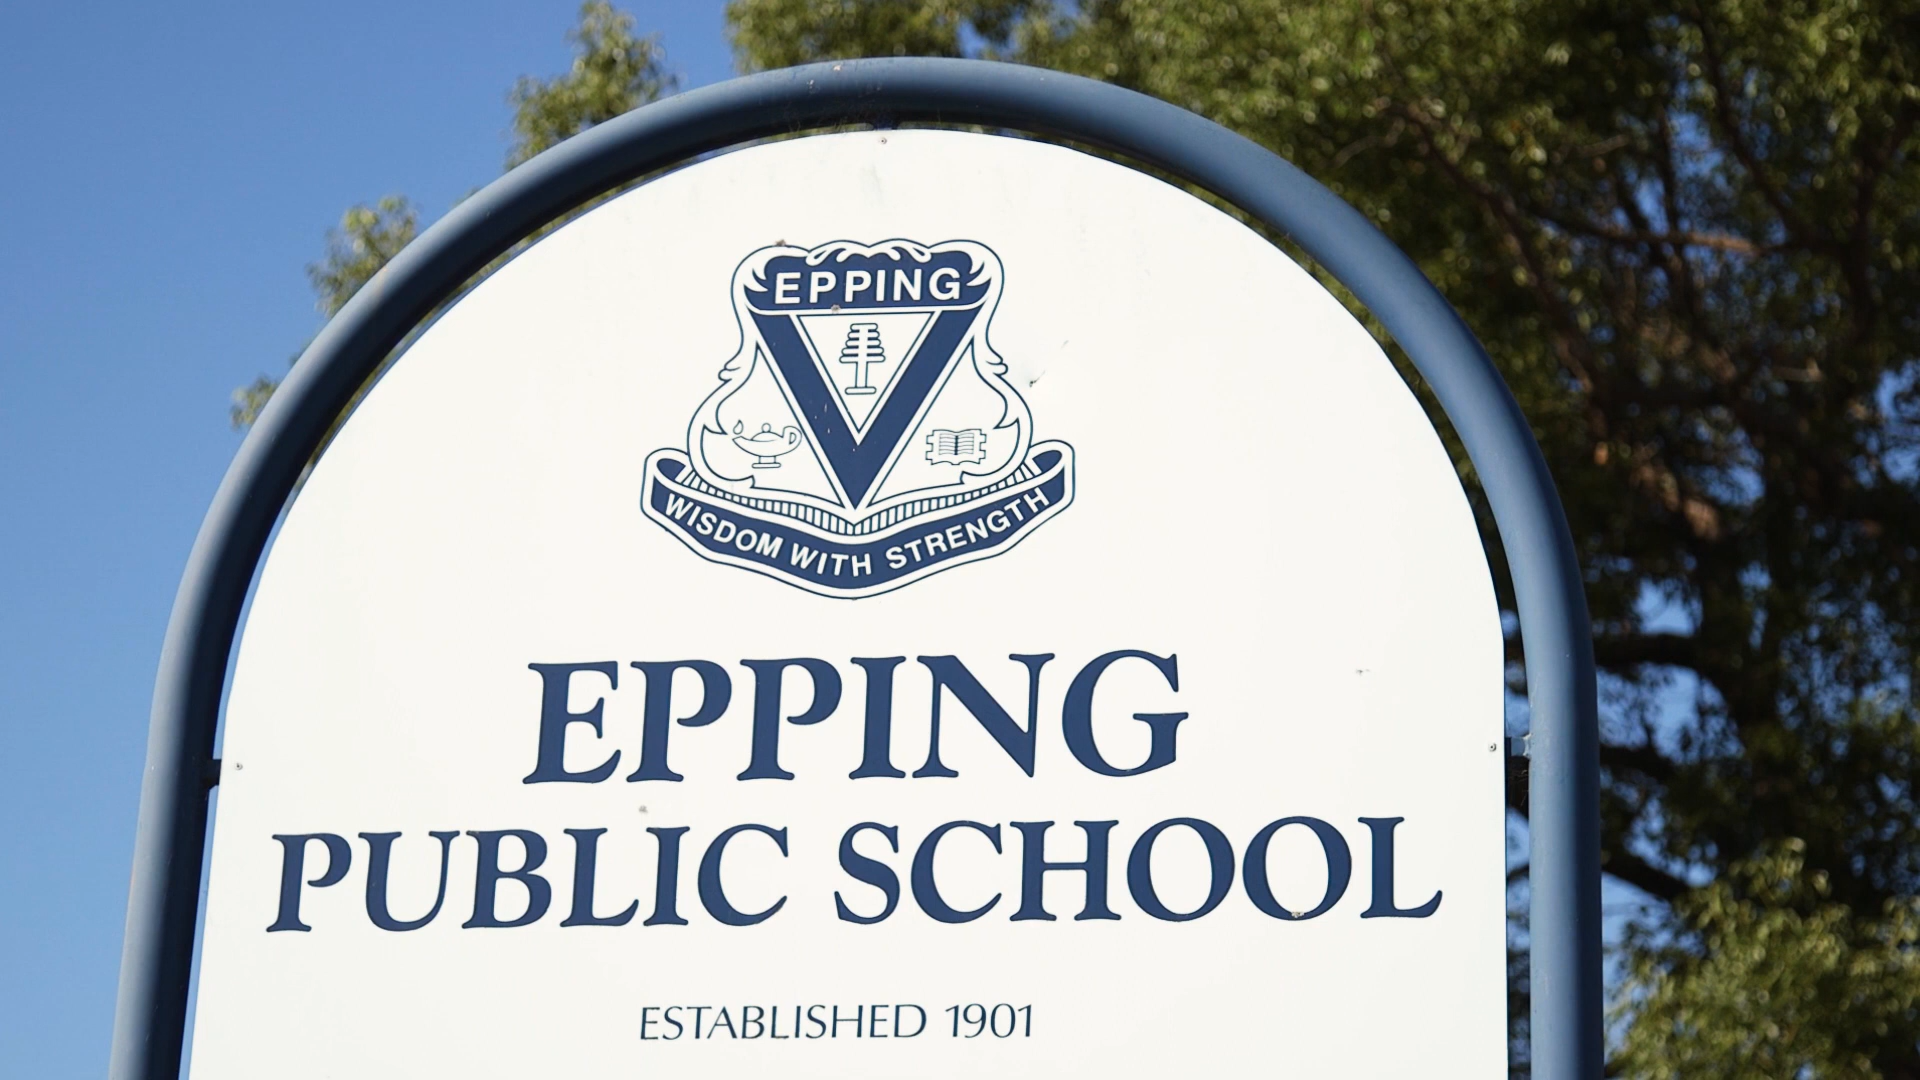 EPPING
WISDOM WITH STRENGTH
EPPING
PUBLIC SCHOOL
ESTABLISHED 1901